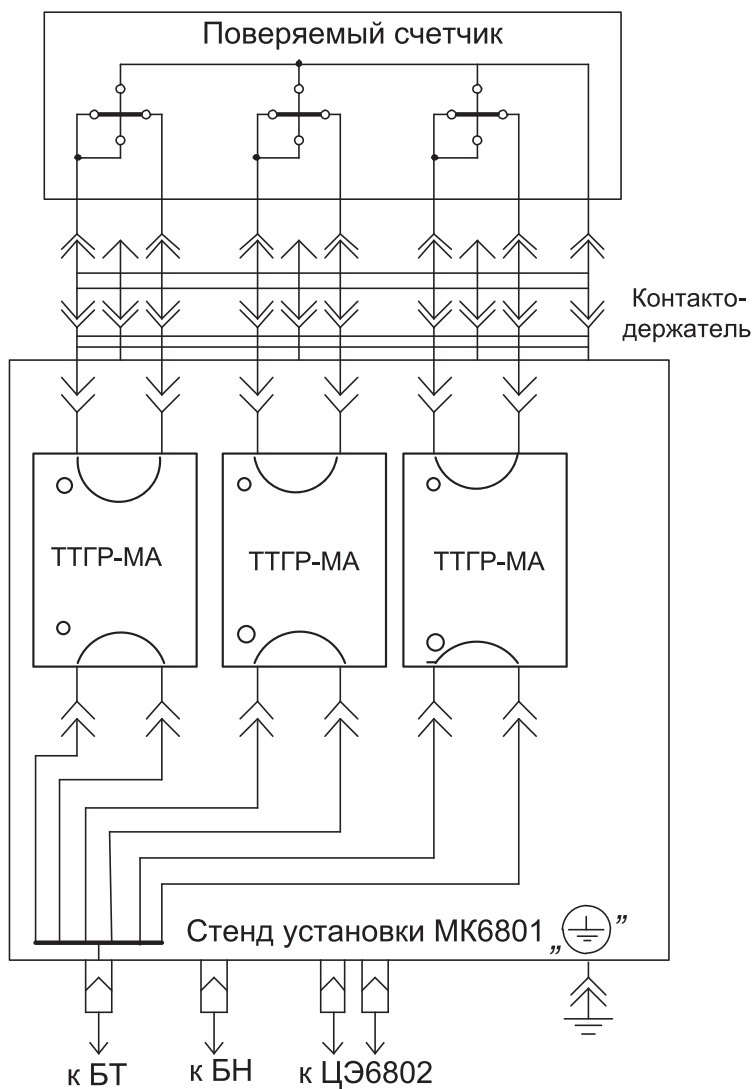 Поверяемый счетчик
Контакто-
держатель
ТТГР-МА
ТТГР-МА
ТТГР-МА
Стенд установки МК6801 „ ”
к БТ
к БН
к ЦЭ6802